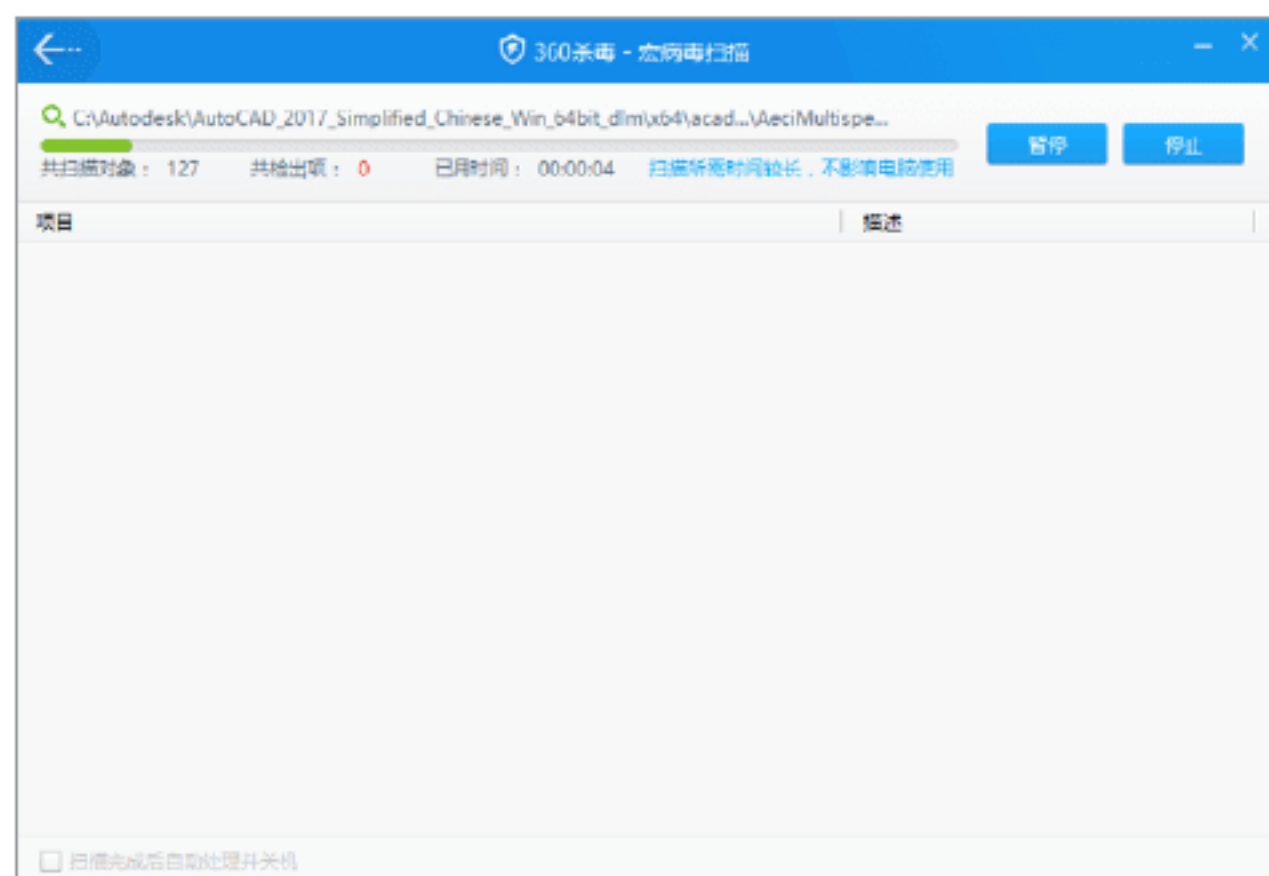 360杀毒 - 宏病毒扫描
C:\Autodesk\AutoCAD_2017_Simplified_Chinese_Win_64bit_dlm\x64\acad...\AeciMultispe...
暂停 停止
共扫描对象： 127 共检出项： 0 已用时间： 00:00:04 扫描所需时间较长，不影响电脑使用
项目 描述
扫描完成后自动处理并关机